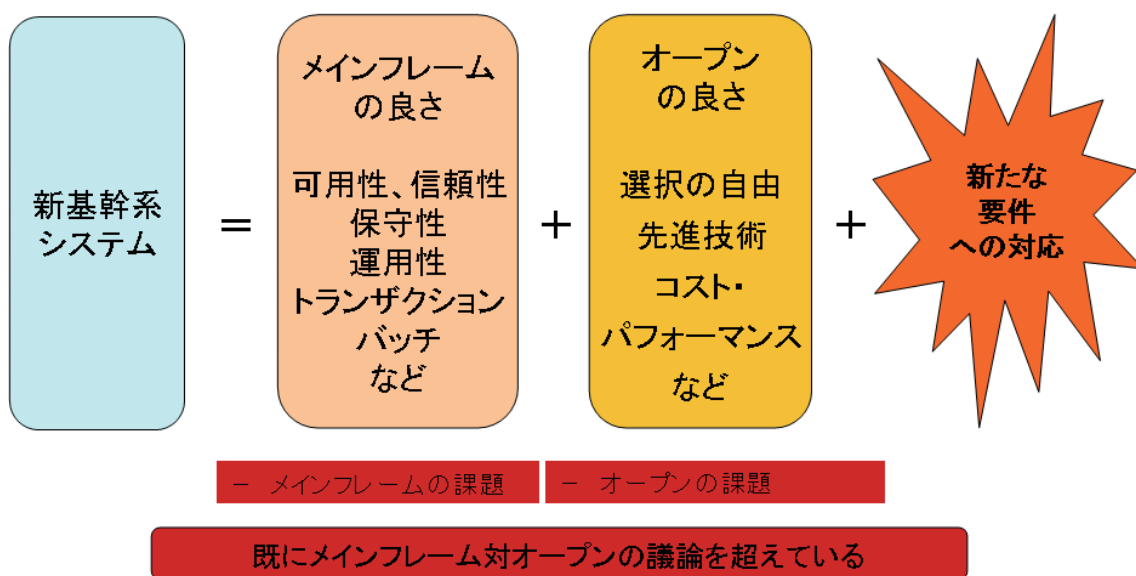 新基幹系
システム
＝
メインフレーム
の良さ
可用性、信頼性
保守性
運用性
トランザクション
バッチ
など
＋
オープン
の良さ
選択の自由
先進技術
コスト・
パフォーマンス
など
＋
新たな
要件
への対応
－ メインフレームの課題
－ オープンの課題
既にメインフレーム対オープンの議論を超えている